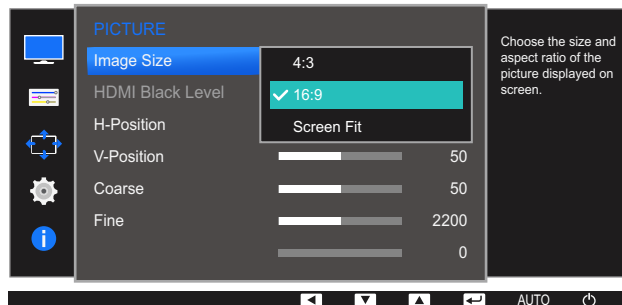 PICTURE
Image Size
HDMI Black Level
H-Position
V-Position
Coarse
Fine
4:3
16:9
Screen Fit
50
50
2200
0
Choose the size and
aspect ratio of the
picture displayed on
screen.
AUTO